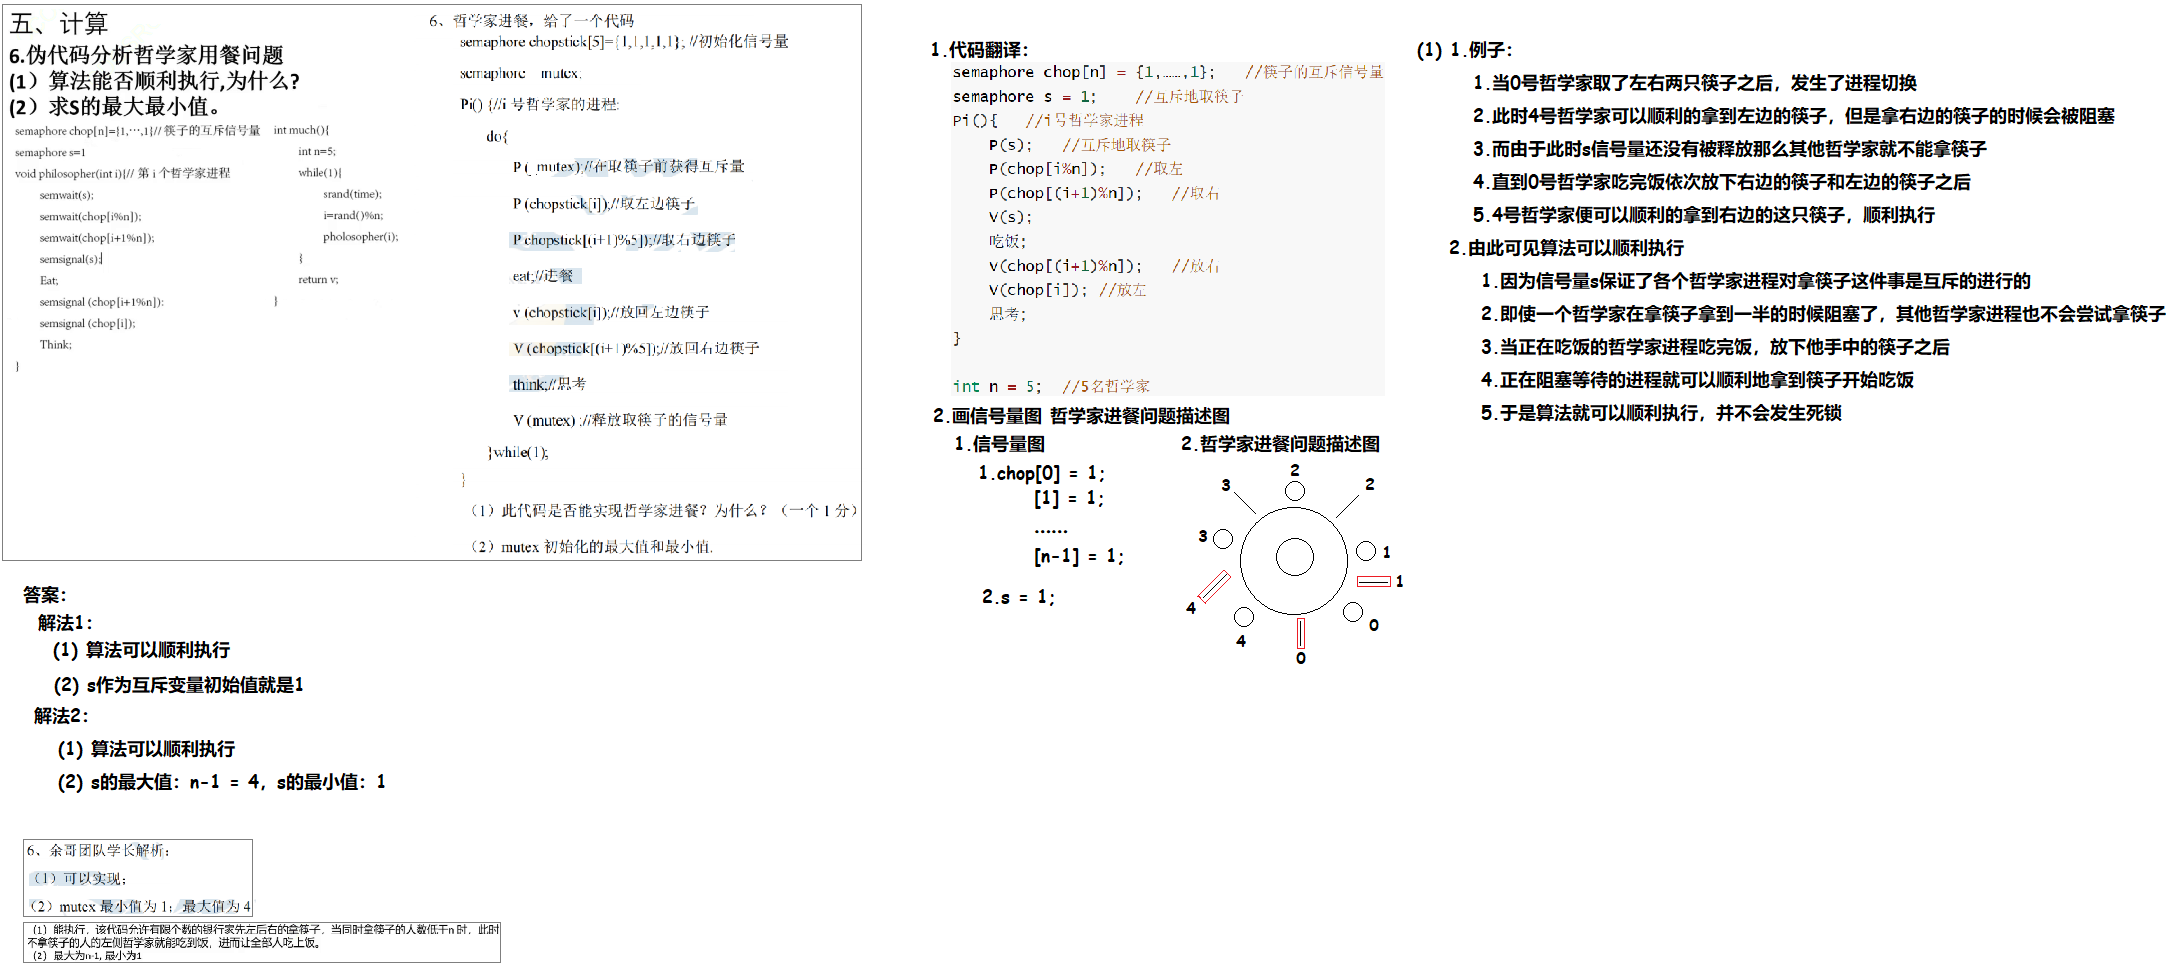 五、计算
6.伪代码分析哲学家用餐问题
(1）算法能否顺利执行,为什么?
(2）求S的最大最小值。
semaphore chop[n]={1,…,1{// 筷子的互斥信号量
semaphore s=1
void philosopher(int i){// 第 i 个哲学家进程
semwait(s);
semwait(chop[i%n]);
semwait(chop[i+1%n]);
semsignal(s);
Eat;
semsignal (chop[i+1%n]);
semsignal (chop[i]);
Think;
}
int much(){
int n=5;
while(1){
srand(time);
i=rand()%n;
pholosopher(i);
{
return v;
}
6、哲学家进餐，给了一个代码
semaphore chopstick[5]={1,1,1,1,1}; //初始化信号量
semaphore mutex;
Pi() {//i 号哲学家的进程:
do{
P ( mutex);//在取筷子前获得互斥量
P (chopstick[i]);//取左边筷子
P chopstick[(i+1)%5]);//取右边筷子
eat;//进餐
v (chopstick[i]);//放回左边筷子
V (chopstick[(i+1)%5]);//放回右边筷子
think;//思考
V (mutex) ;//释放取筷子的信号量
}while(1);
}
（1）此代码是否能实现哲学家进餐？为什么？（一个 1 分）
（2）mutex 初始化的最大值和最小值.
答案：
解法1：
(1) 算法可以顺利执行
(2) s作为互斥变量初始值就是1
解法2：
(1) 算法可以顺利执行
(2) s的最大值：n-1 = 4，s的最小值：1
6、余哥团队学长解析：
（1）可以实现；
（2）mutex 最小值为 1；最大值为 4
（1）能执行，该代码允许有限个数的银行家先左后右的拿筷子，当同时拿筷子的人数低于n 时，此时
不拿筷子的人的左侧哲学家就能吃到饭，进而让全部人吃上饭。
（2）最大为n-1, 最小为1
1.代码翻译：
semaphore chop[n] = {1,……,1}; //筷子的互斥信号量
semaphore s = 1; //互斥地取筷子
Pi(){ //i号哲学家进程
P(s); //互斥地取筷子
P(chop[i%n]); //取左
P(chop[(i+1)%n]); //取右
V(s);
吃饭;
V(chop[(i+1)%n]); //放右
V(chop[i]); //放左
思考;
}
int n = 5; //5名哲学家
2.画信号量图 哲学家进餐问题描述图
1.信号量图
1.chop[0] = 1;
[1] = 1;
……
[n-1] = 1;
2.s = 1;
2.哲学家进餐问题描述图
2
3
2
3
1
1
4
0
4
0
(1) 1.例子：
1.当0号哲学家取了左右两只筷子之后，发生了进程切换
2.此时4号哲学家可以顺利的拿到左边的筷子，但是拿右边的筷子的时候会被阻塞
3.而由于此时s信号量还没有被释放那么其他哲学家就不能拿筷子
4.直到0号哲学家吃完饭依次放下右边的筷子和左边的筷子之后
5.4号哲学家便可以顺利的拿到右边的这只筷子，顺利执行
2.由此可见算法可以顺利执行
1.因为信号量s保证了各个哲学家进程对拿筷子这件事是互斥的进行的
2.即使一个哲学家在拿筷子拿到一半的时候阻塞了，其他哲学家进程也不会尝试拿筷子
3.当正在吃饭的哲学家进程吃完饭，放下他手中的筷子之后
4.正在阻塞等待的进程就可以顺利地拿到筷子开始吃饭
5.于是算法就可以顺利执行，并不会发生死锁